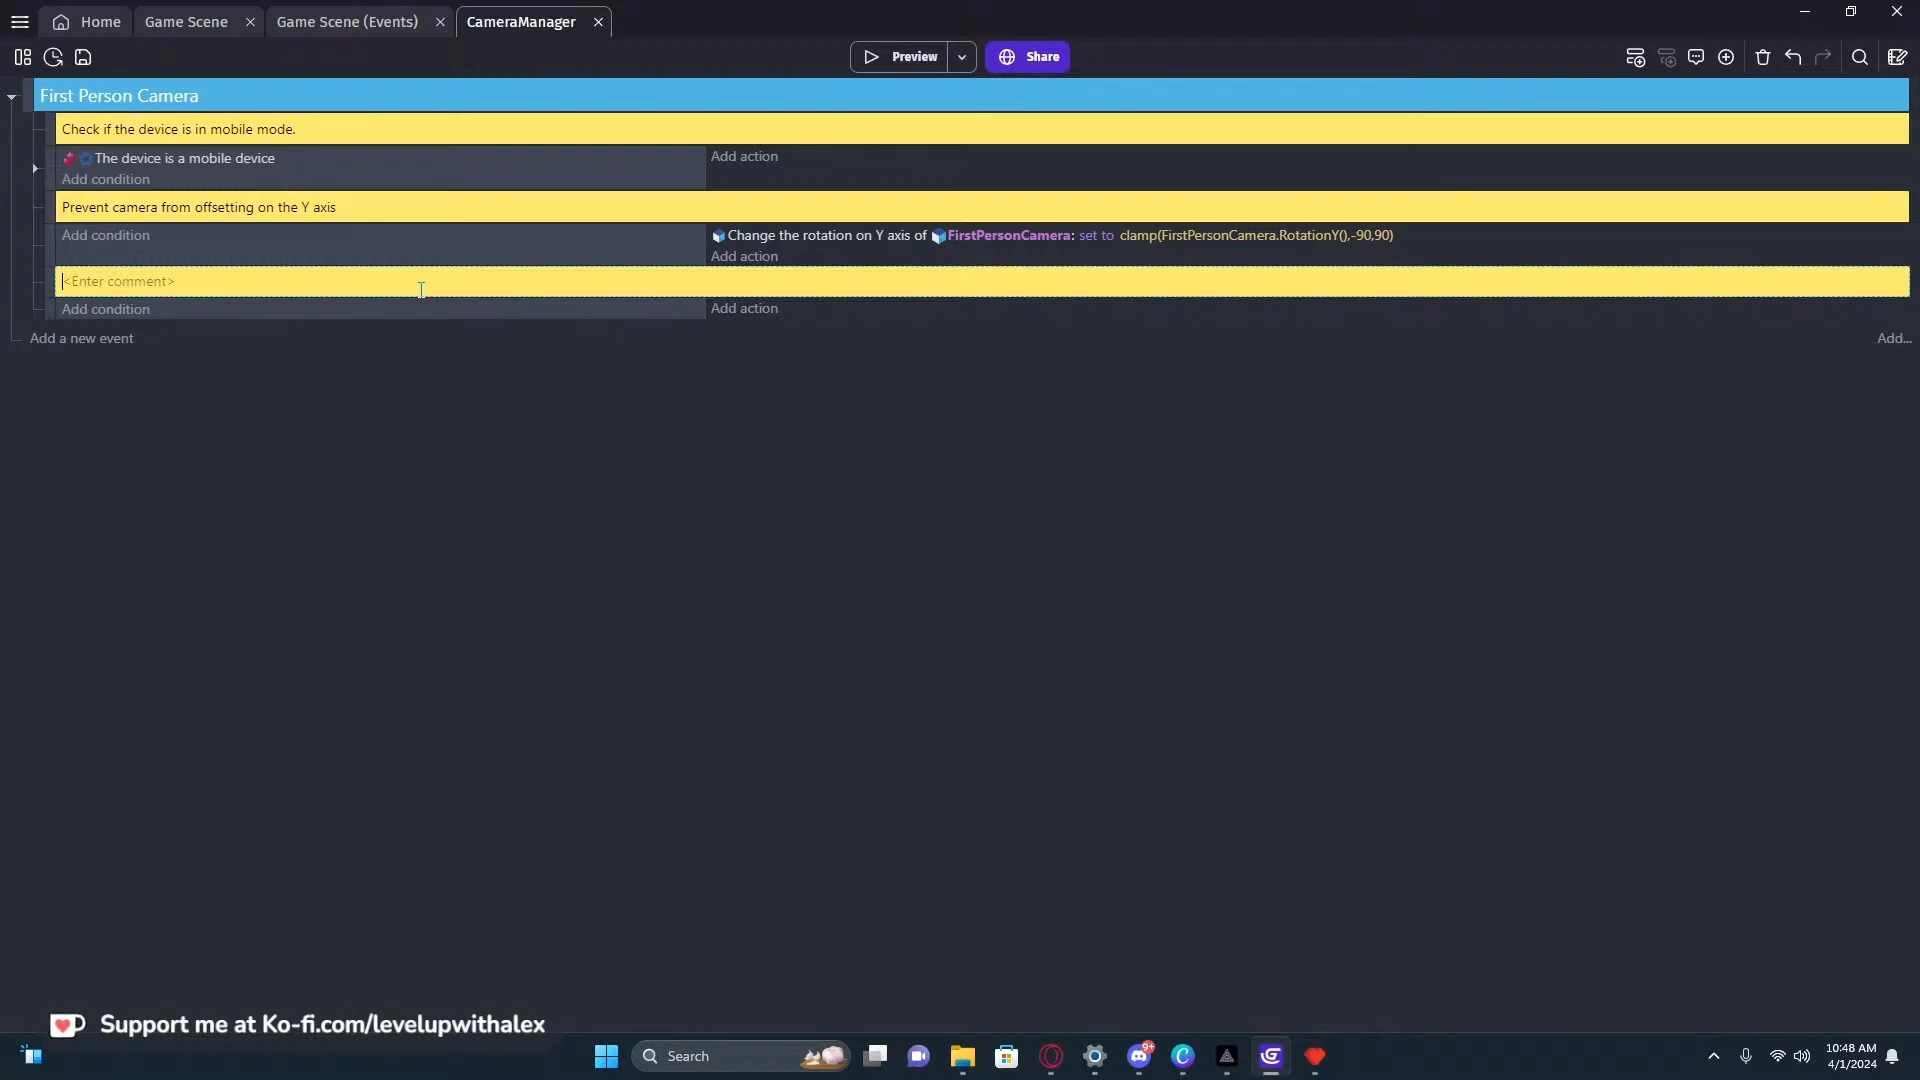 Home
Game Scene
Game Scene (Events)
CameraManager
Preview
Share
First Person Camera
Check if the device is in mobile mode.
The device is a mobile device
Add action
Add condition
Prevent camera from offsetting on the Y axis
Add condition
Change the rotation on Y axis of FirstPersonCamera: set to clamp(FirstPersonCamera.RotationY(),-90,90)
Add action
<Enter comment>
Add condition
Add action
Add a new event
Add...
Support me at Ko-fi.com/levelupwithalex
Search
9+
10:48 AM
4/1/2024